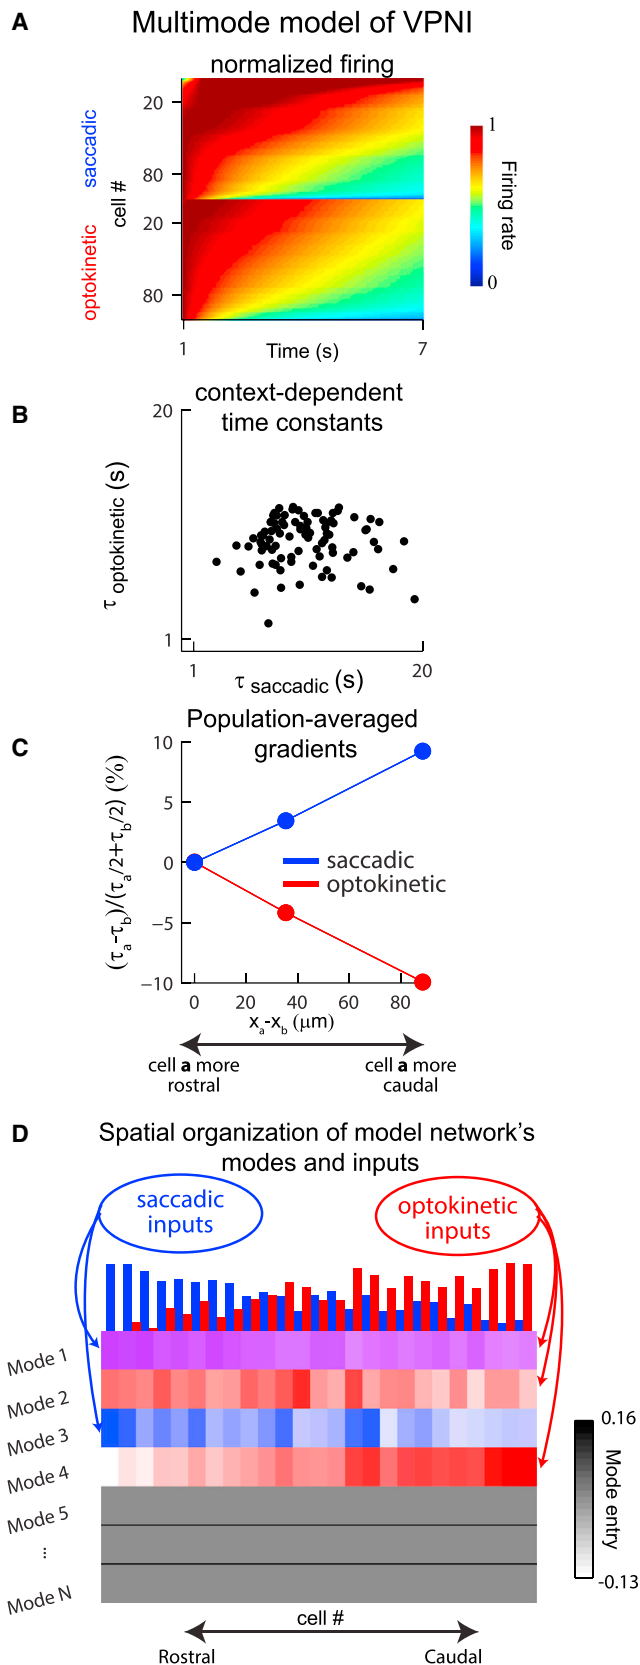 A
Multimode model of VPNI
normalized firing
saccadic
optokinetic
cell #
20
80
20
80
1
Time (s)
7
1
0
Firing rate
B
context-dependent
time constants
20
1
τ optokinetic (s)
1
20
τ saccadic (s)
C
Population-averaged
gradients
10
5
0
−5
−10
(τa-τb)/(τa/2+τb/2) (%)
saccadic
optokinetic
0 20 40 60 80
xa-xb (μm)
cell a more
rostral
cell a more
caudal
D
Spatial organization of model network's
modes and inputs
saccadic
inputs
optokinetic
inputs
Mode 1
Mode 2
Mode 3
Mode 4
Mode 5
...
Mode N
0.16
-0.13
Mode entry
cell #
Rostral
Caudal